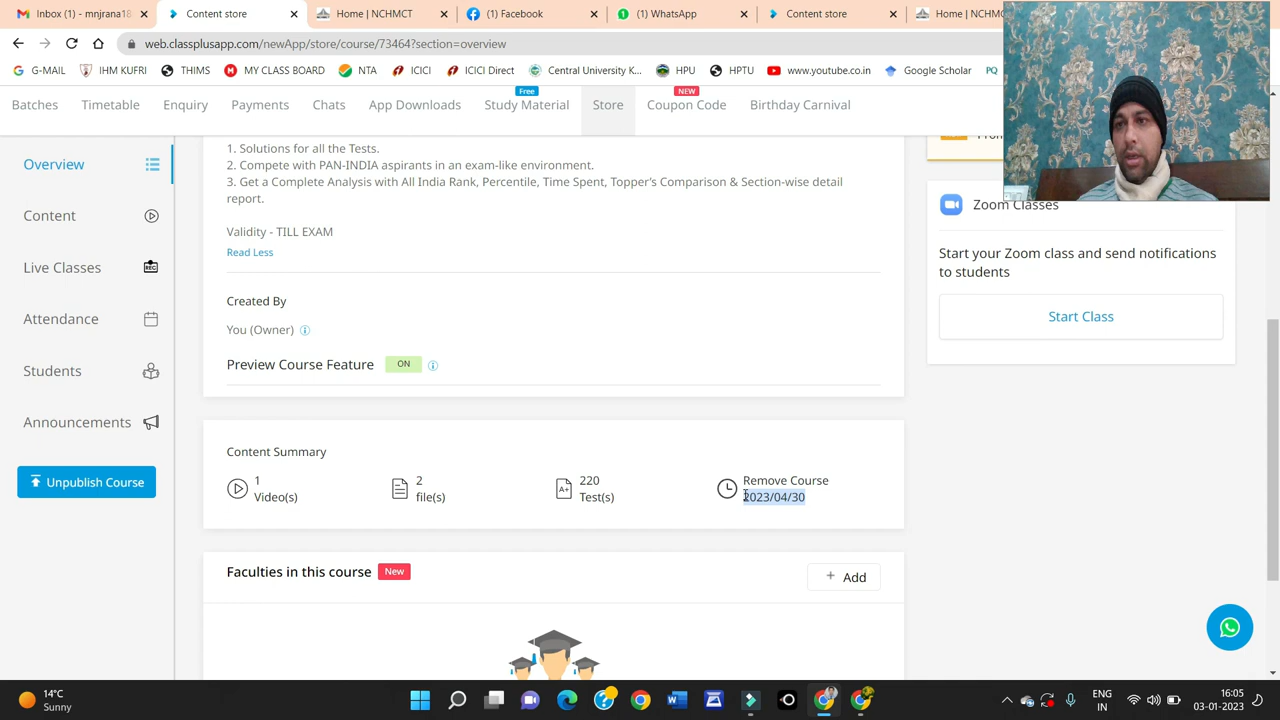 Inbox (1) - mnjrana18
Content store
Home | NCHMCT
(1) Facebook
(1) WhatsApp
Content store
Home | NCHM
web.classplusapp.com/newApp/store/course/73464?section=overview
G-MAIL
IHM KUFRI
THIMS
MY CLASS BOARD
NTA
ICICI
ICICI Direct
Central University K...
HPU
HPTU
www.youtube.co.in
Google Scholar
PQ
Free
NEW
Batches
Timetable
Enquiry
Payments
Chats
App Downloads
Study Material
Store
Coupon Code
Birthday Carnival
Overview
Content
Live Classes
REC
Attendance
Students
Announcements
Unpublish Course
1. Solutions for all the Tests.
2. Compete with PAN-INDIA aspirants in an exam-like environment.
3. Get a Complete Analysis with All India Rank, Percentile, Time Spent, Topper's Comparison & Section-wise detail
report.
Validity - TILL EXAM
Read Less
Created By
You (Owner)
Preview Course Feature ON
Content Summary
1
Video(s)
2
file(s)
A+
220
Test(s)
Remove Course
2023/04/30
Faculties in this course New
+ Add
Zoom Classes
Start your Zoom class and send notifications
to students
Start Class
14°C
Sunny
ENG
IN
16:05
03-01-2023